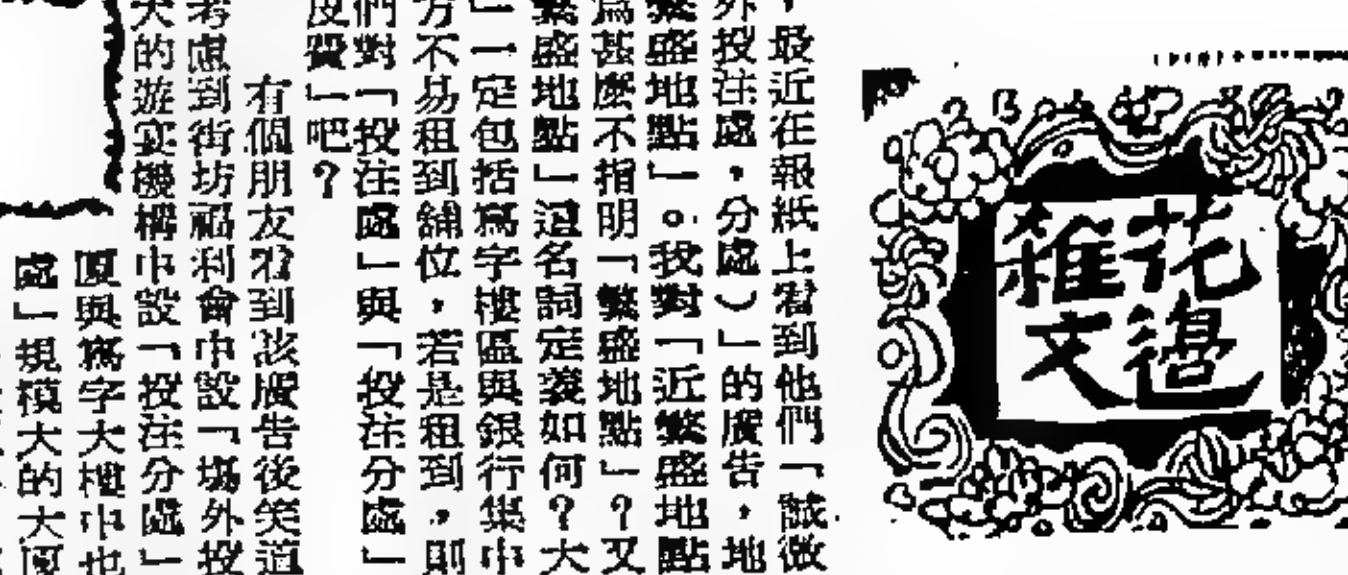 花邊
雜文
，最近在報紙上看到他們「誠徵
外投注處，分處）」的廣告，地
繁盛地點」。我對「近繁盛地點
爲甚麼不指明「繁盛地點」？又
繁盛地點」這名詞定義如何？大
」一定包括寫字樓區與銀行集中
方不易租到舖位，若是租到，則
們對「投注處」與「投注分處」
度費」吧？
有個朋友看到該廣告後笑道
考慮到街坊福利會中設「場外投
大的遊宴機構中設「投注分處」
厦與寫字大樓中也
處」規模大的大厦